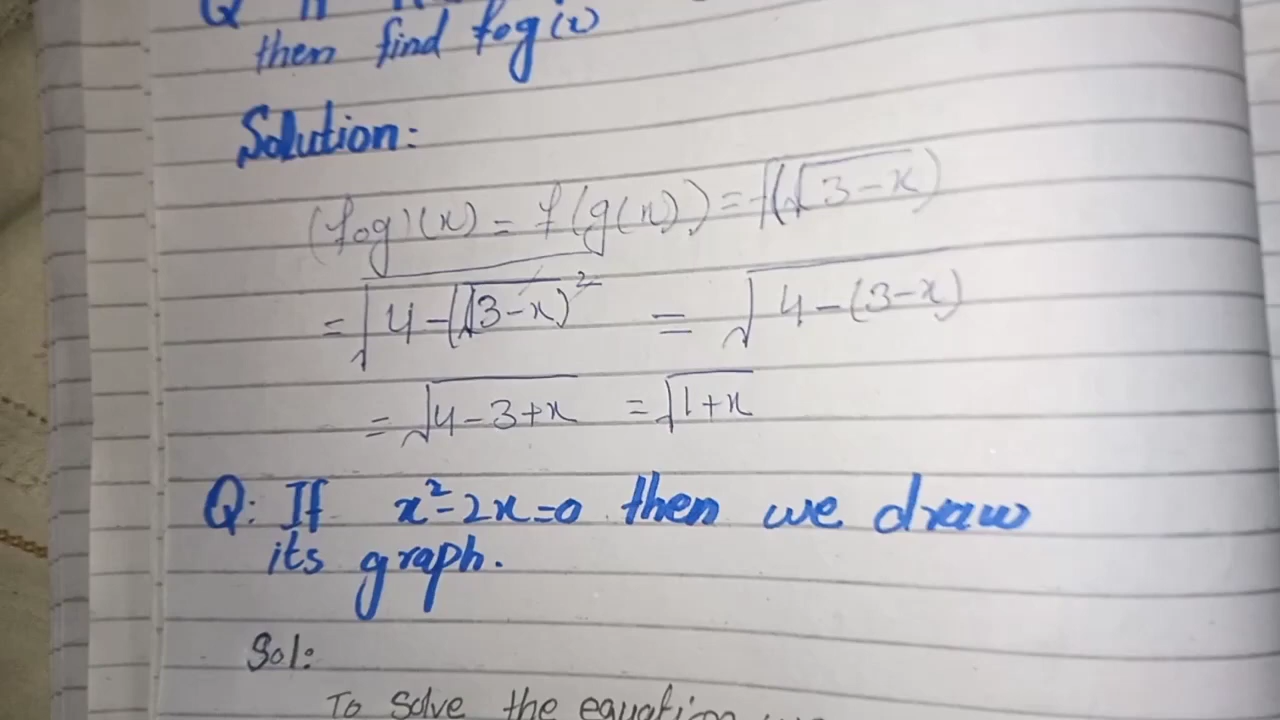 then find fog(x)
Solution:
(fog)(x) = f(g(x)) = f(√(3-x))
= √(4-(√(3-x))²) = √(4-(3-x))
= √(4-3+x) = √(1+x)
Q: If x²-2x=0 then we draw
its graph.
Sol:
To solve the equation